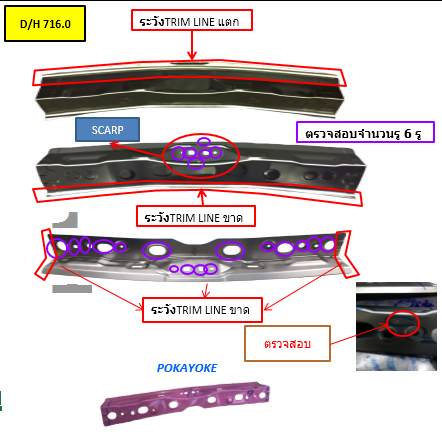 D/H 716.0
ระวังTRIM LINE แตก
SCARP
ตรวจสอบจำนวนรู 6 รู
ระวังTRIM LINE ขาด
ระวังTRIM LINE ขาด
ตรวจสอบ
POKAYOKE